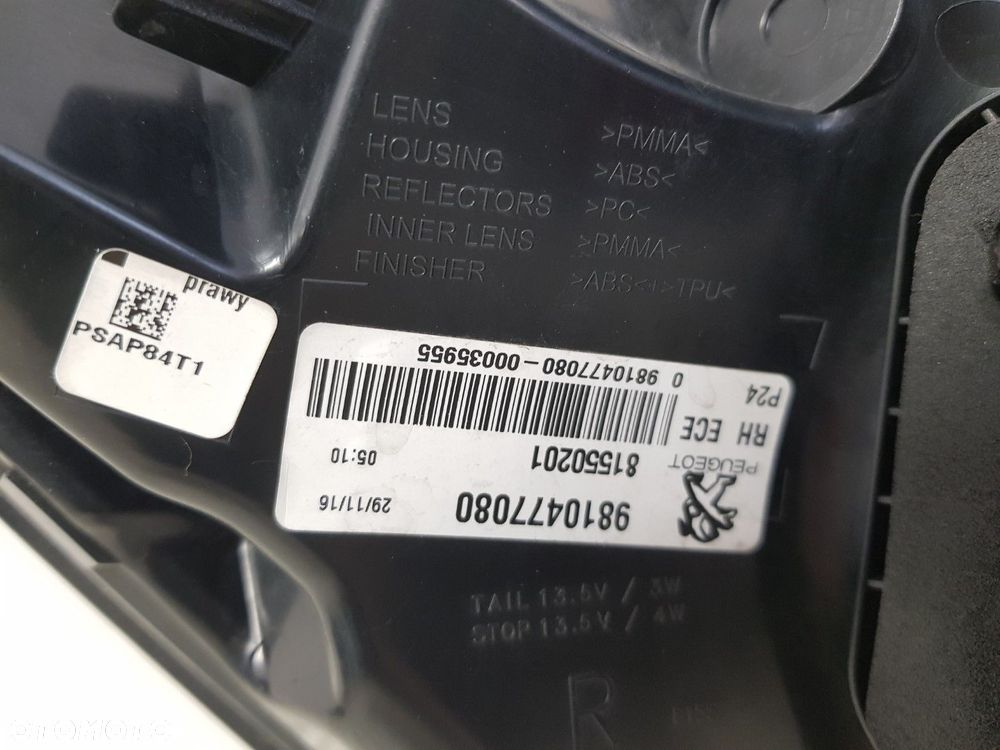 LENS >PMMA<
HOUSING >ABS<
REFLECTORS >PC<
INNER LENS >PMMA<
FINISHER >ABS<+>TPU<
prawy
PSAP84T1
9810477080
29/11/16
PEUGEOT
81550201
05:10
RH ECE
P24
0 9810477080-00035955
TAIL 13.5V / 3W
STOP 13.5V / 4W
R
OTOMOTO